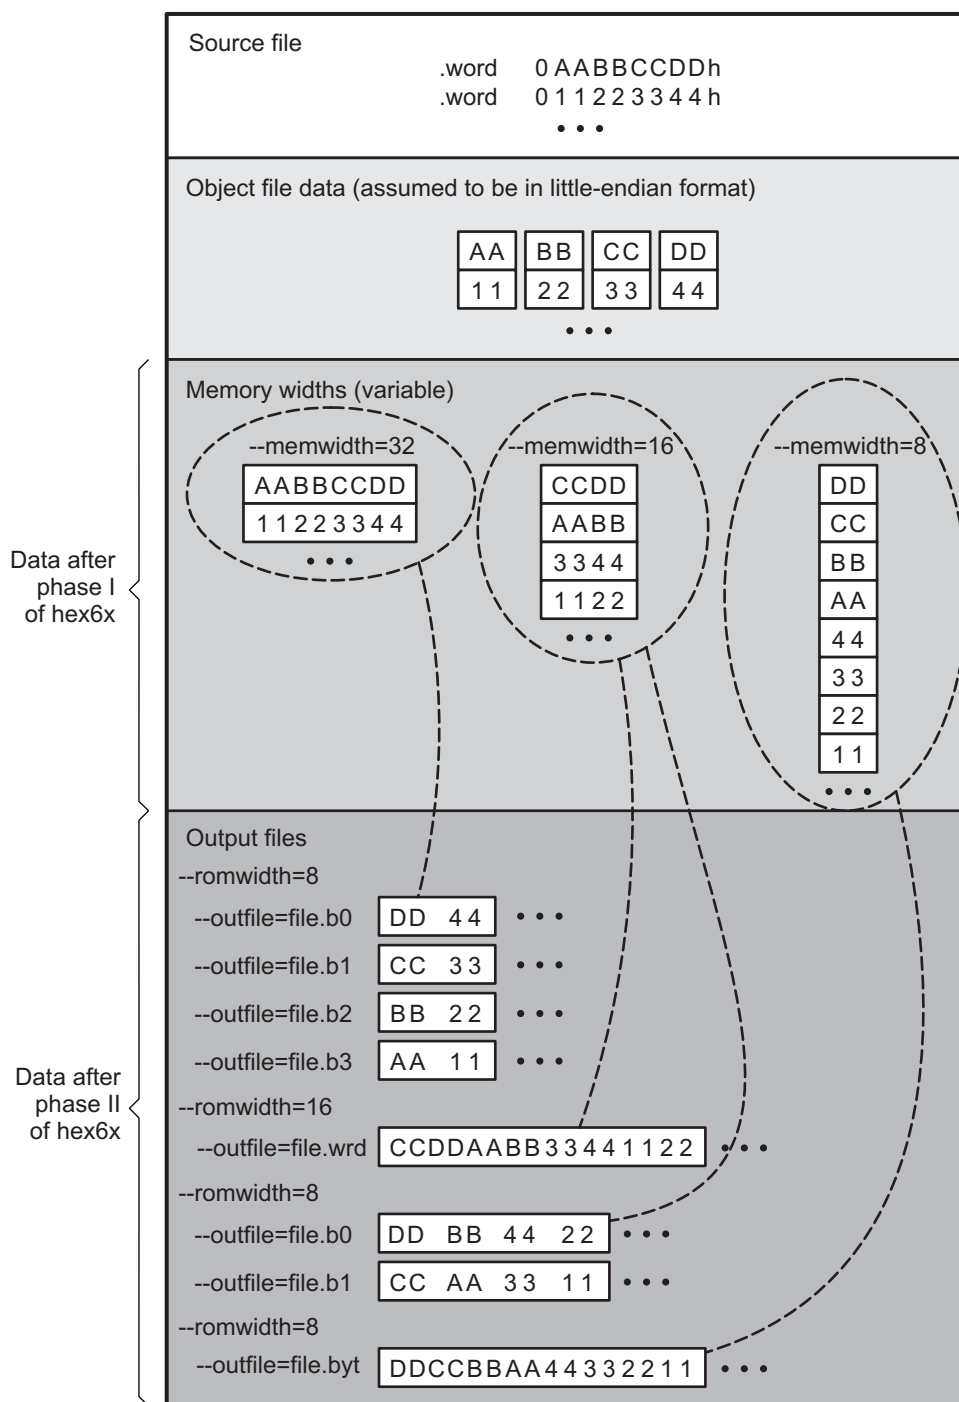 Source file
.word 0AABBCCDDh
.word 011223344h
• • •
Object file data (assumed to be in little-endian format)
AA BB CC DD
11 22 33 44
• • •
Memory widths (variable)
--memwidth=32
AABBCCDD
11223344
• • •
--memwidth=16
CCDD
AABB
3344
1122
• • •
--memwidth=8
DD
CC
BB
AA
44
33
22
11
• • •
Data after
phase I
of hex6x
Output files
--romwidth=8
--outfile=file.b0 DD 44 • • •
--outfile=file.b1 CC 33 • • •
--outfile=file.b2 BB 22 • • •
--outfile=file.b3 AA 11 • • •
--romwidth=16
--outfile=file.wrd CCDDAABB33441122 • • •
--romwidth=8
--outfile=file.b0 DD BB 44 22 • • •
--outfile=file.b1 CC AA 33 11 • • •
--romwidth=8
--outfile=file.byt DDCCBBAA44332211 • • •
Data after
phase II
of hex6x